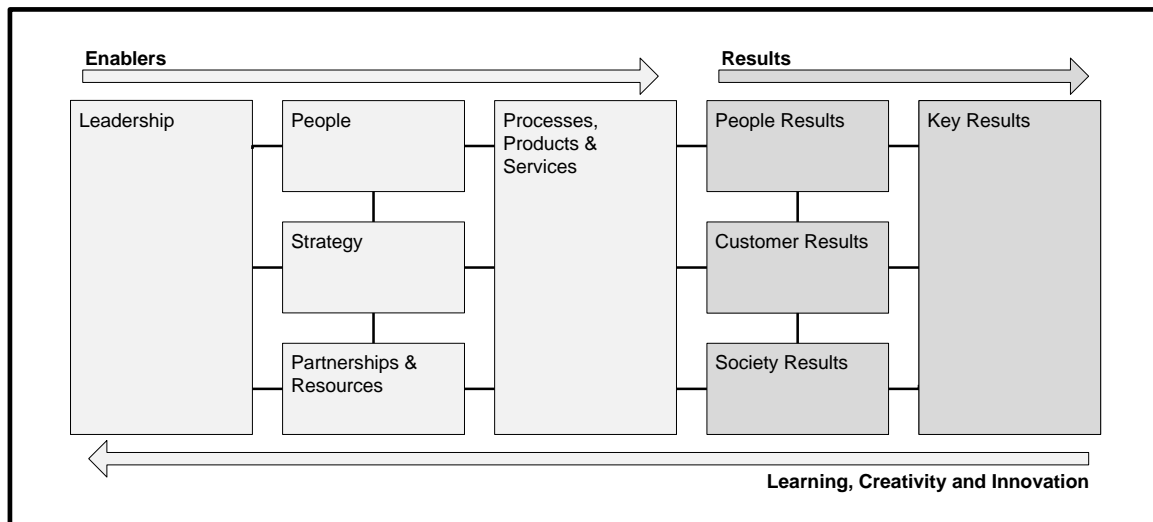 Enablers
Results
Leadership
People
Processes,
Products &
Services
People Results
Key Results
Strategy
Customer Results
Partnerships &
Resources
Society Results
Learning, Creativity and Innovation